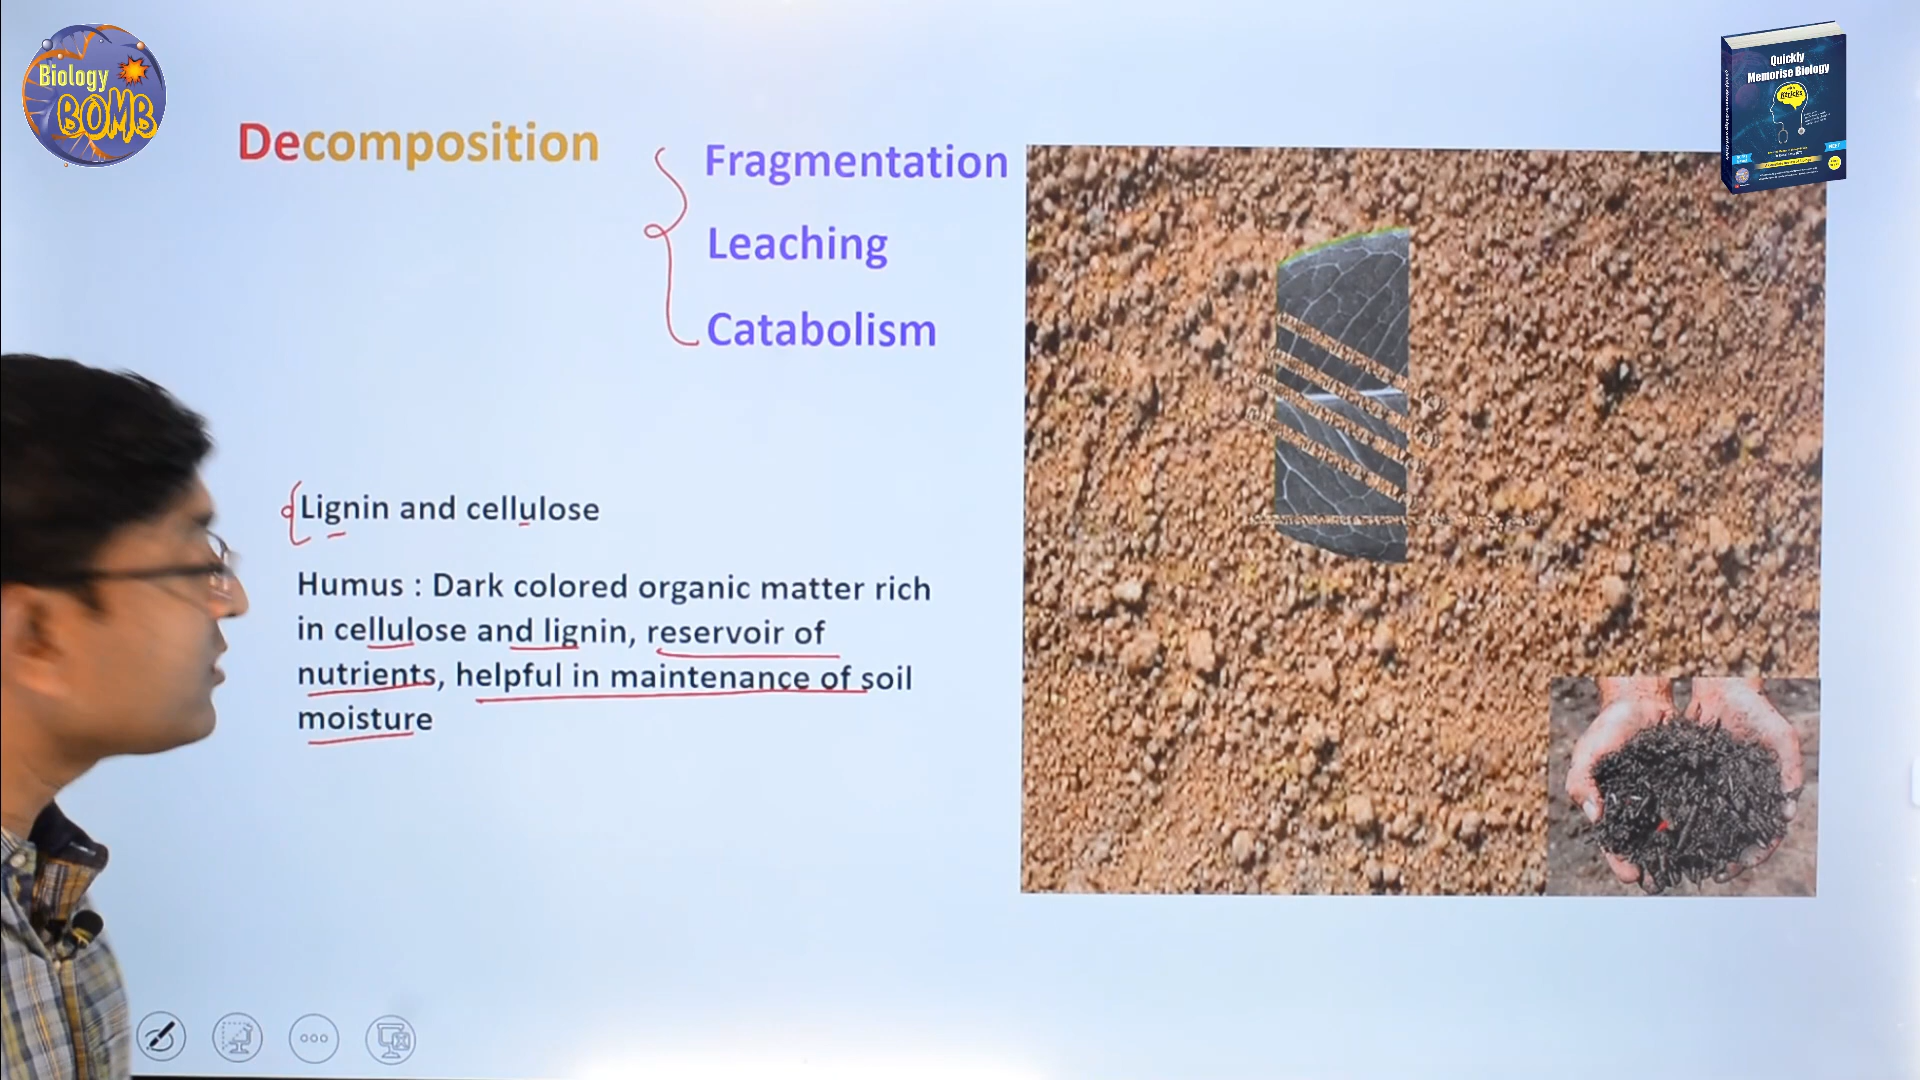 Biology
BOMB
Quickly
Memorise Biology
Decomposition
Fragmentation
Leaching
Catabolism
Lignin and cellulose
Humus : Dark colored organic matter rich
in cellulose and lignin, reservoir of
nutrients, helpful in maintenance of soil
moisture